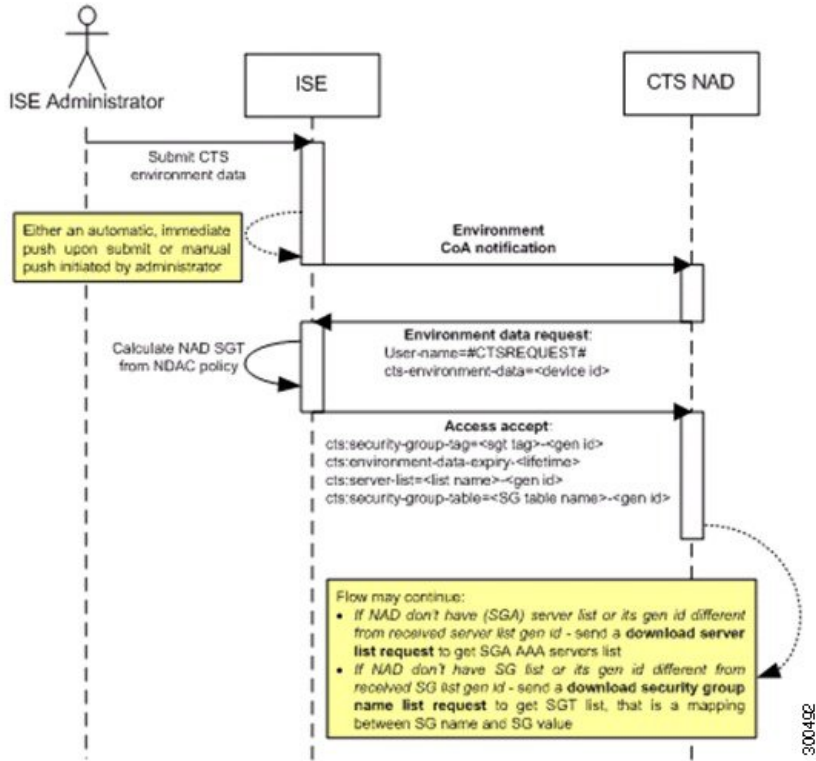 ISE Administrator
ISE
CTS NAD
Submit CTS
environment data
Either an automatic, immediate
push upon submit or manual
push initiated by administrator
Environment
CoA notification
Environment data request:
User-name=#CTSREQUEST#
cts-environment-data=<device id>
Calculate NAD SGT
from NDAC policy
Access accept:
cts:security-group-tag=<sgt tag>-<gen id>
cts:environment-data-expiry-<lifetime>
cts:server-list=<list name>-<gen id>
cts:security-group-table=<SG table name>-<gen id>
Flow may continue:
• If NAD don't have (SGA) server list or its gen id different
from received server list gen id - send a download server
list request to get SGA AAA servers list
• If NAD don't have SG list or its gen id different from
received SG list gen id - send a download security group
name list request to get SGT list, that is a mapping
between SG name and SG value
300492